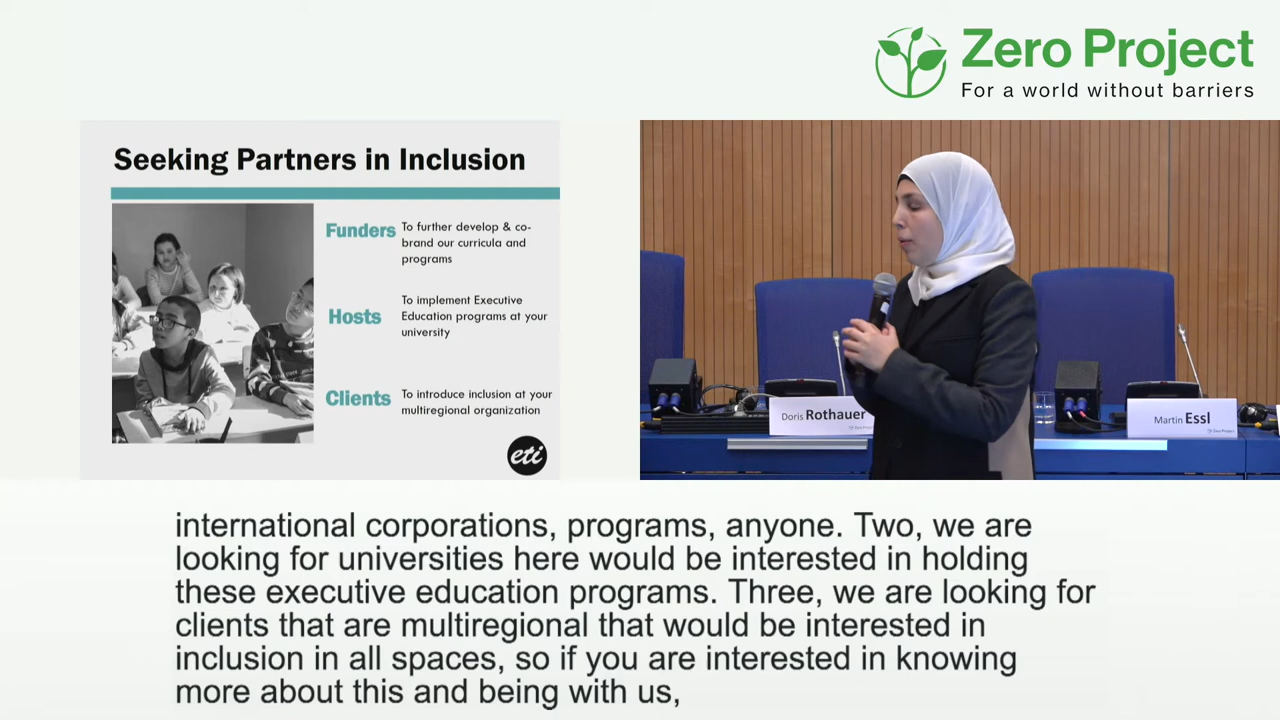 Zero Project
For a world without barriers
Seeking Partners in Inclusion
Funders
To further develop & co-
brand our curricula and
programs
Hosts
To implement Executive
Education programs at your
university
Clients
To introduce inclusion at your
multiregional organization
eti
Doris Rothauer
Martin Essl
international corporations, programs, anyone. Two, we are
looking for universities here would be interested in holding
these executive education programs. Three, we are looking for
clients that are multiregional that would be interested in
inclusion in all spaces, so if you are interested in knowing
more about this and being with us,